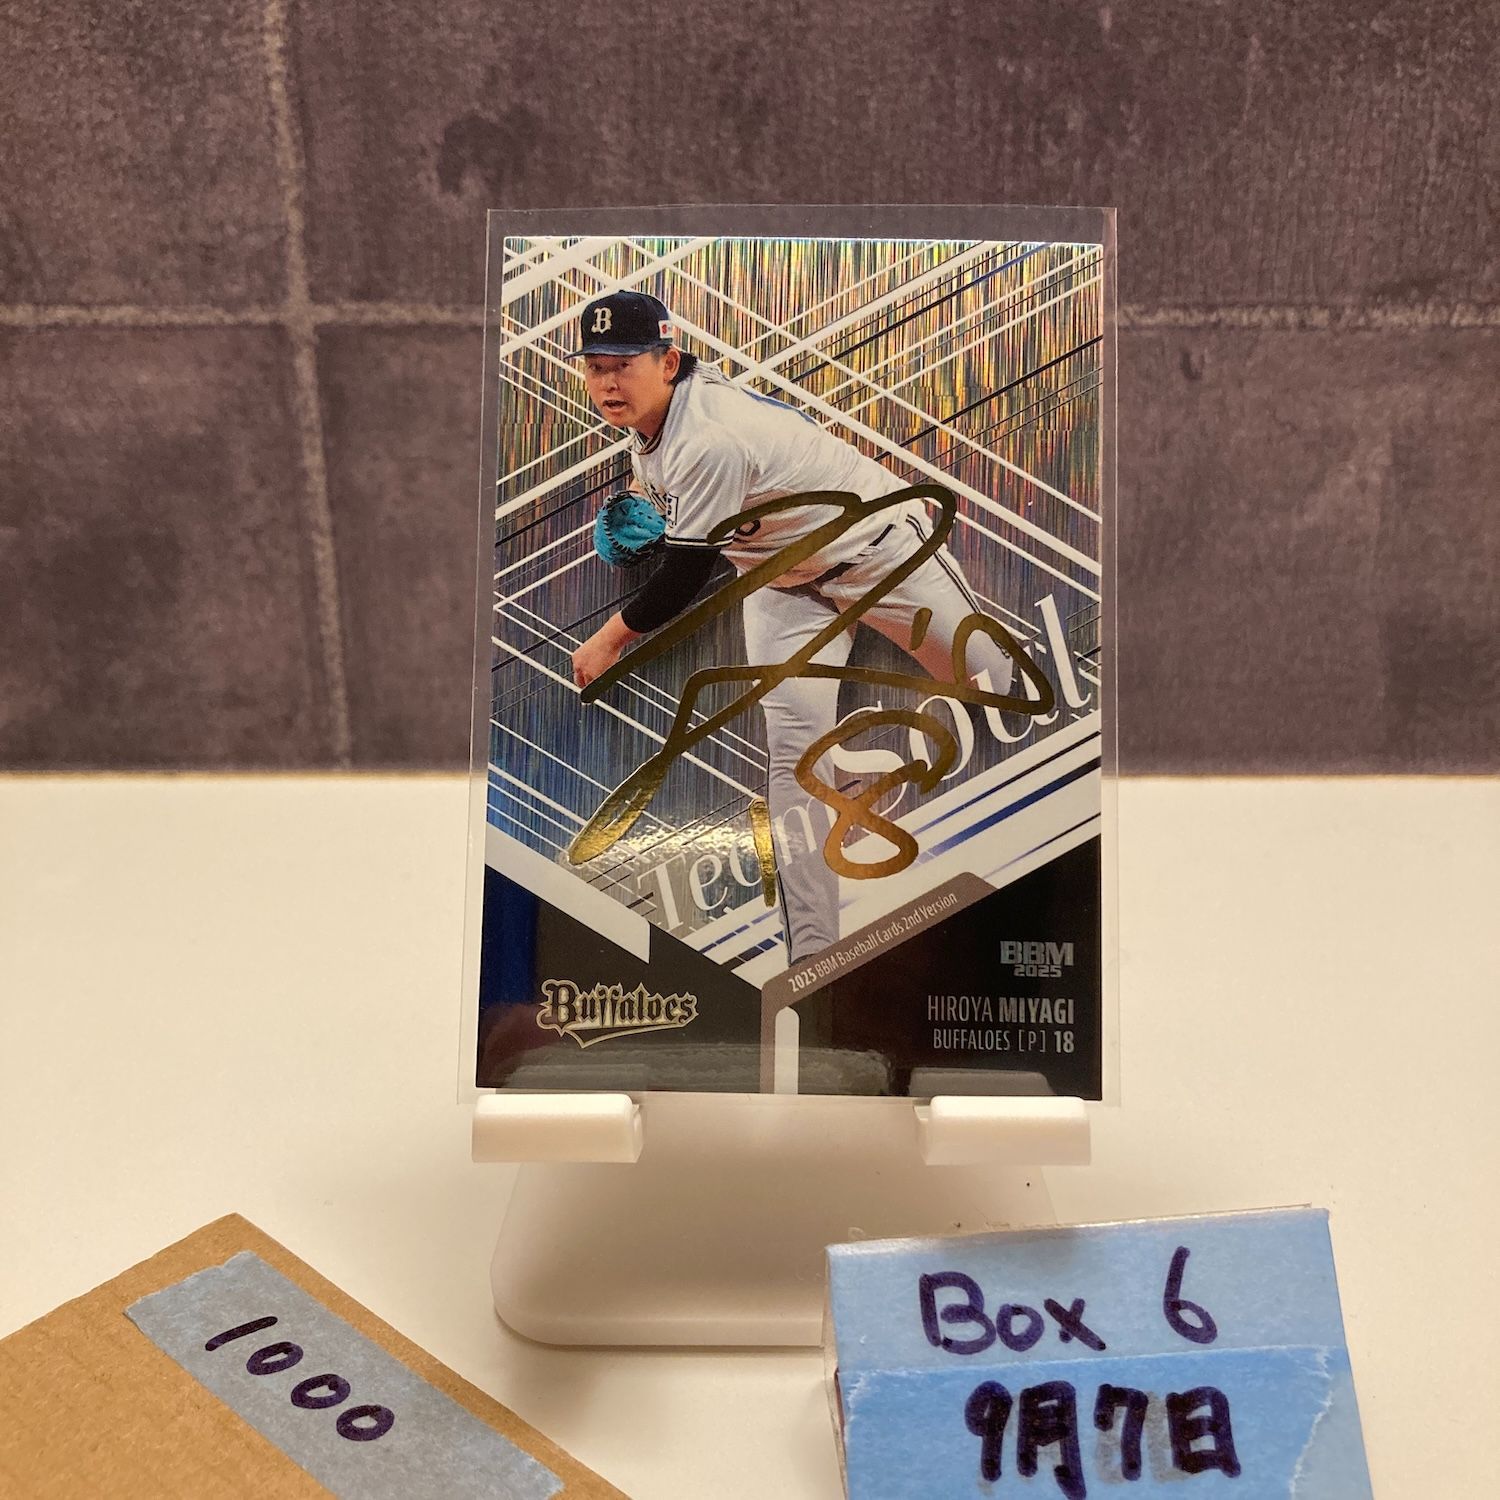 B
Team Soul
18
2025 BBM Baseball Cards 2nd Version
BBM
2025
Buffaloes
HIROYA MIYAGI
BUFFALOES [P] 18
1000
Box 6
9月7日